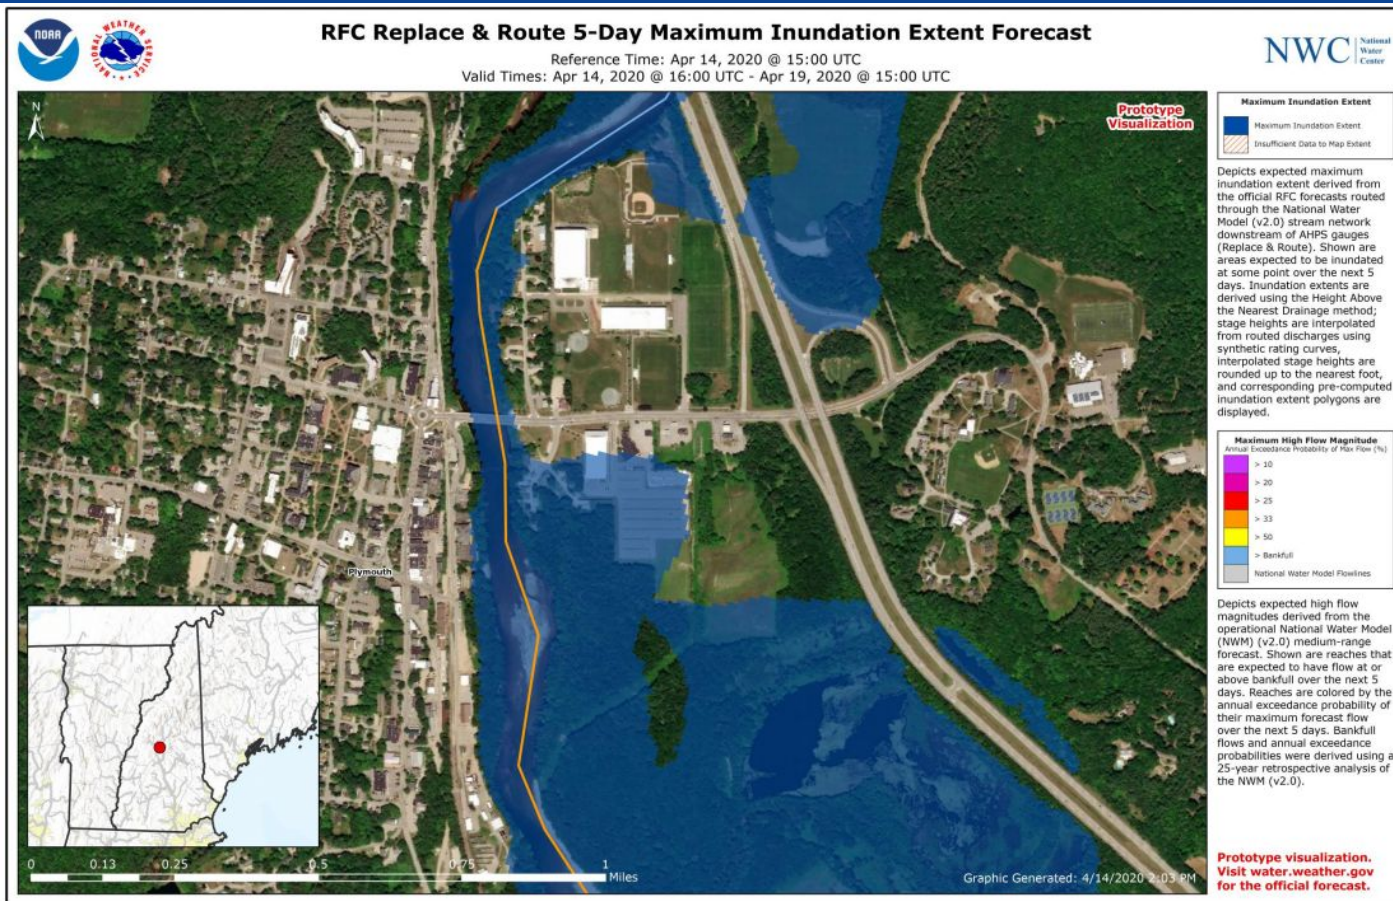 RFC Replace & Route 5-Day Maximum Inundation Extent Forecast
Reference Time: Apr 14, 2020 @ 15:00 UTC
Valid Times: Apr 14, 2020 @ 16:00 UTC - Apr 19, 2020 @ 15:00 UTC
NOAA
NATIONAL WEATHER SERVICE
NWC
National
Water
Center
N
Prototype
Visualization
Plymouth
0 0.13 0.25 0.5 0.75 1
Miles
Graphic Generated: 4/14/2020 2:03 PM
Maximum Inundation Extent
Maximum Inundation Extent
Insufficient Data to Map Extent
Depicts expected maximum
inundation extent derived from
the official RFC forecasts routed
through the National Water
Model (v2.0) stream network
downstream of AHPS gauges
(Replace & Route). Shown are
areas expected to be inundated
at some point over the next 5
days. Inundation extents are
derived using the Height Above
the Nearest Drainage method;
stage heights are interpolated
from routed discharges using
synthetic rating curves,
interpolated stage heights are
rounded up to the nearest foot,
and corresponding pre-computed
inundation extent polygons are
displayed.
Maximum High Flow Magnitude
Annual Exceedance Probability of Max Flow (%)
> 10
> 20
> 25
> 33
> 50
> Bankfull
National Water Model Flowlines
Depicts expected high flow
magnitudes derived from the
operational National Water Model
(NWM) (v2.0) medium-range
forecast. Shown are reaches that
are expected to have flow at or
above bankfull over the next 5
days. Reaches are colored by the
annual exceedance probability of
their maximum forecast flow
over the next 5 days. Bankfull
flows and annual exceedance
probabilities were derived using a
25-year retrospective analysis of
the NWM (v2.0).
Prototype visualization.
Visit water.weather.gov
for the official forecast.